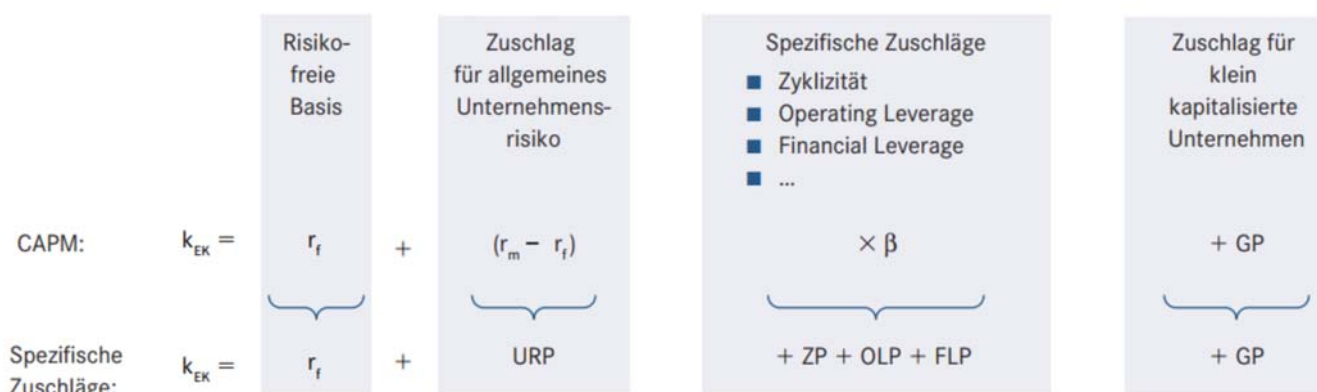 Risiko-
freie
Basis
Zuschlag
für allgemeines
Unternehmens-
risiko
Spezifische Zuschläge
■ Zyklizität
■ Operating Leverage
■ Financial Leverage
■ ...
Zuschlag für
klein
kapitalisierte
Unternehmen
CAPM: k_EK = r_f + (r_m – r_f) × β + GP
Spezifische
Zuschläge:
k_EK = r_f + URP + ZP + OLP + FLP + GP